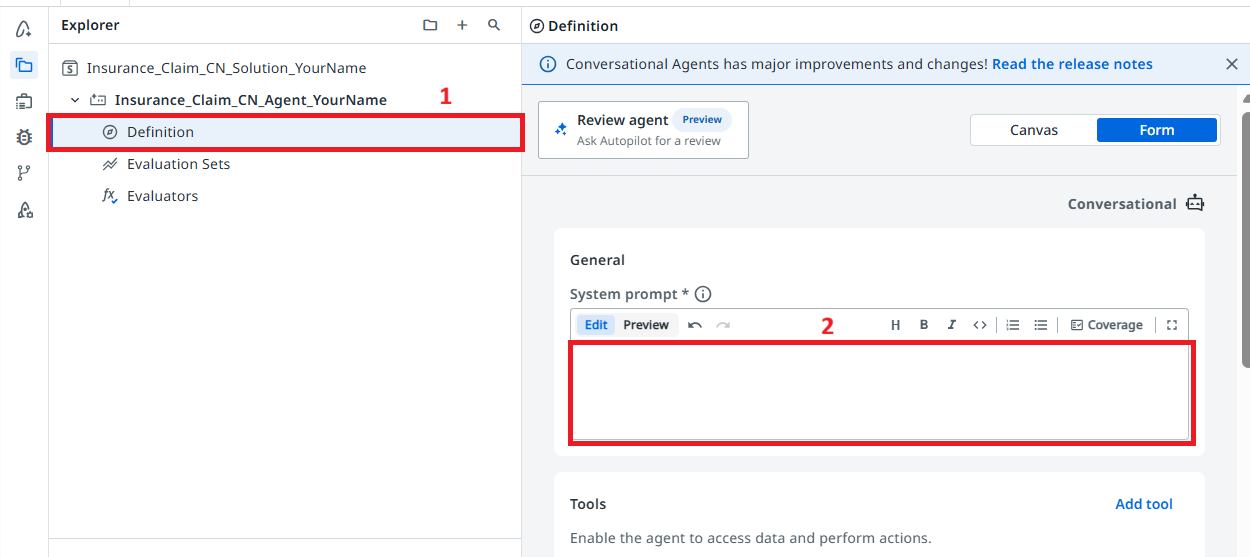 Explorer
Insurance_Claim_CN_Solution_YourName
Insurance_Claim_CN_Agent_YourName
1
Definition
Evaluation Sets
Evaluators
Definition
Conversational Agents has major improvements and changes! Read the release notes
Review agent Preview
Ask Autopilot for a review
Canvas Form
Conversational
General
System prompt *
Edit Preview 2 H B I <> Coverage
Tools Add tool
Enable the agent to access data and perform actions.